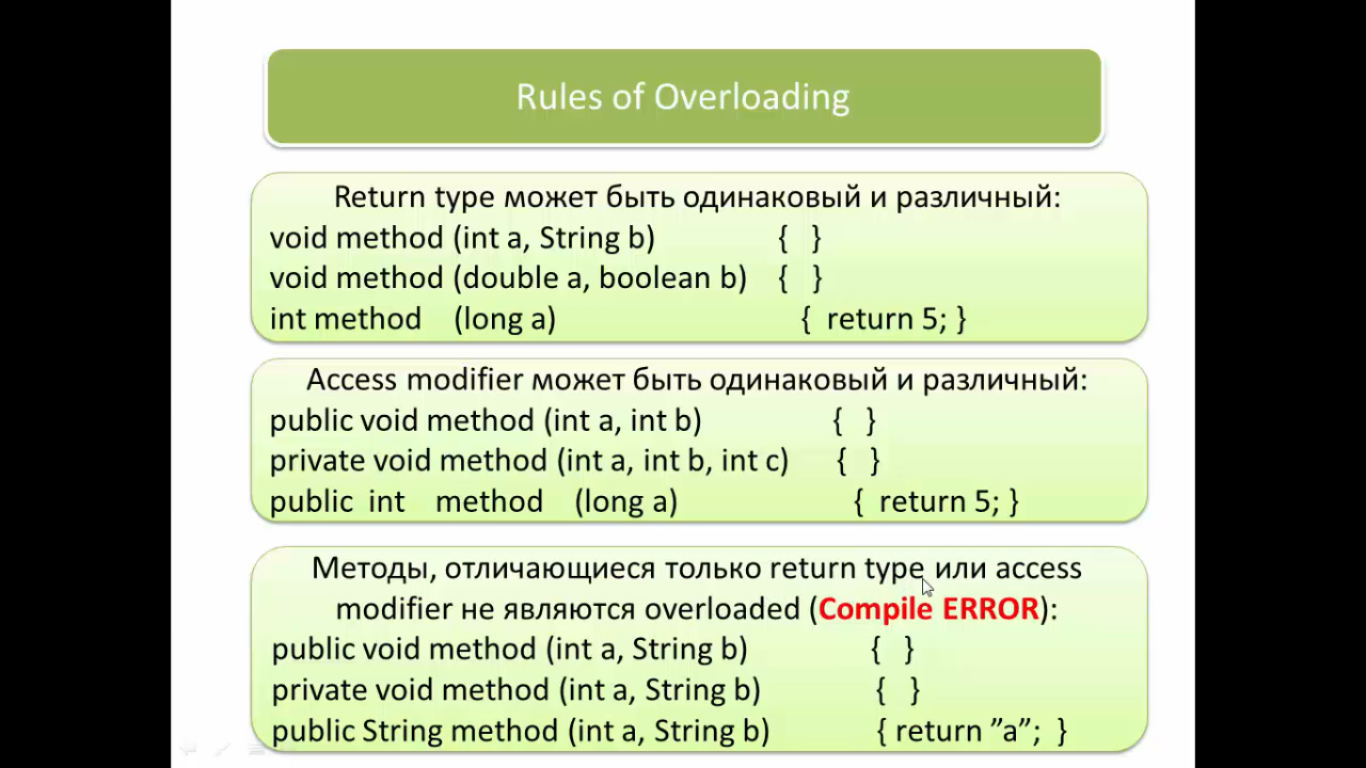 Rules of Overloading
Return type может быть одинаковый и различный:
void method (int a, String b) { }
void method (double a, boolean b) { }
int method (long a) { return 5; }
Access modifier может быть одинаковый и различный:
public void method (int a, int b) { }
private void method (int a, int b, int c) { }
public int method (long a) { return 5; }
Методы, отличающиеся только return type или access
modifier не являются overloaded (Compile ERROR):
public void method (int a, String b) { }
private void method (int a, String b) { }
public String method (int a, String b) { return ”a”; }